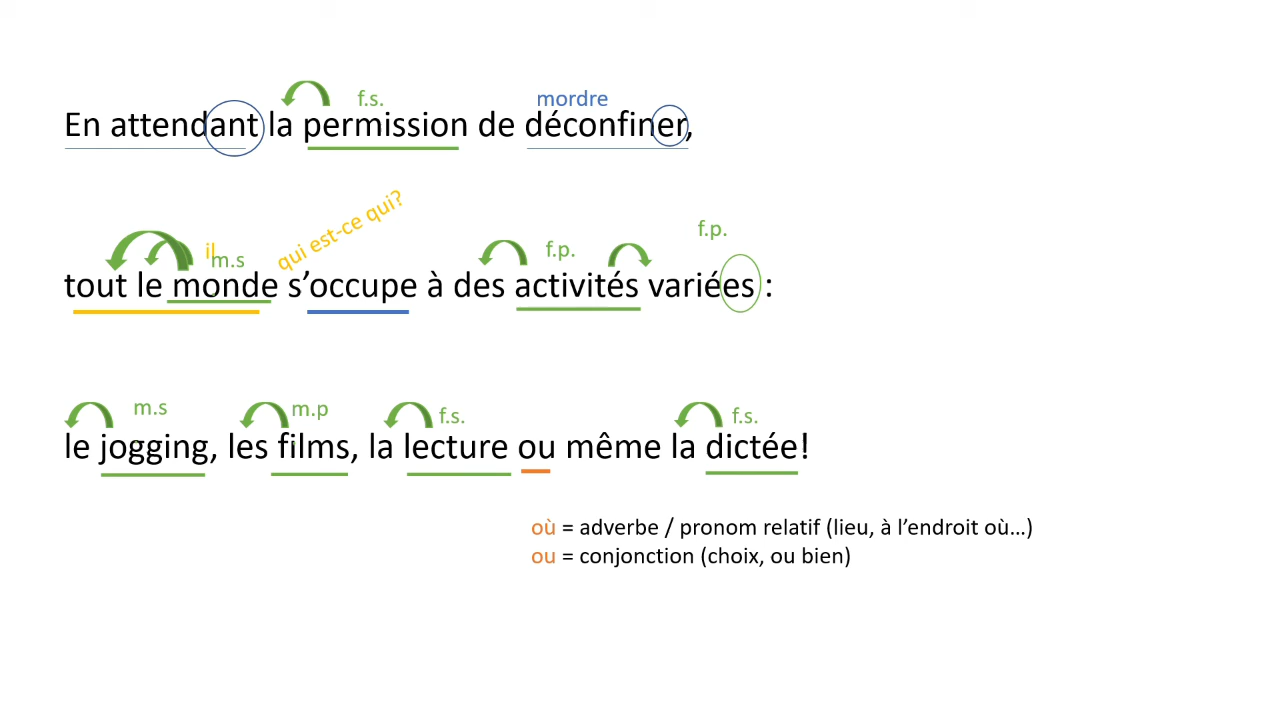 f.s. mordre
En attendant la permission de déconfiner,
qui est-ce qui?
f.p.
il f.p.
m.s
tout le monde s’occupe à des activités variées :
m.s m.p f.s. f.s.
le jogging, les films, la lecture ou même la dictée!
où = adverbe / pronom relatif (lieu, à l’endroit où…)
ou = conjonction (choix, ou bien)